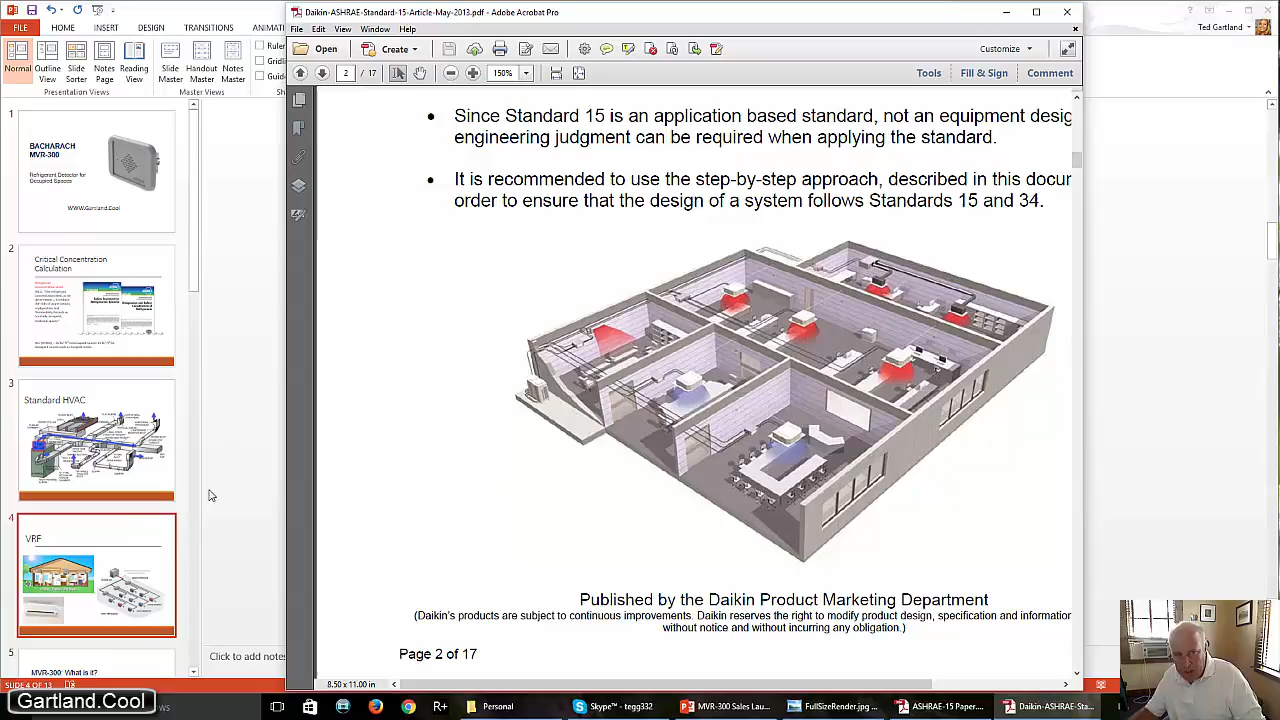 Daikin-ASHRAE-Standard-15-Article-May-2013.pdf - Adobe Acrobat Pro
Ted Gartland
FILE HOME INSERT DESIGN TRANSITIONS
File Edit View Window Help
Open Create Customize
Normal Outline View Slide Sorter Notes Page Reading View Slide Master Handout Master Notes Master
Presentation Views Master Views
2 / 17 150% Tools Fill & Sign Comment
1
BACHARACH
MVR-300
Refrigerant Detector for
Occupied Spaces
WWW.Gartland.Cool
2
Critical Concentration
Calculation
3
Standard HVAC
4
VRF
5
MVR-300: What is it?
• Since Standard 15 is an application based standard, not an equipment desig
engineering judgment can be required when applying the standard.
• It is recommended to use the step-by-step approach, described in this docur
order to ensure that the design of a system follows Standards 15 and 34.
Published by the Daikin Product Marketing Department
(Daikin's products are subject to continuous improvements. Daikin reserves the right to modify product design, specification and information
without notice and without incurring any obligation.)
Page 2 of 17
Click to add notes
8.50 x 11.00 in
SLIDE 4 OF 13
Gartland.Cool
Personal
Skype™ - tegg332
MVR-300 Sales Lau...
FullSizeRender.jpg ...
ASHRAE-15 Paper....
Daikin-ASHRAE-Sta...